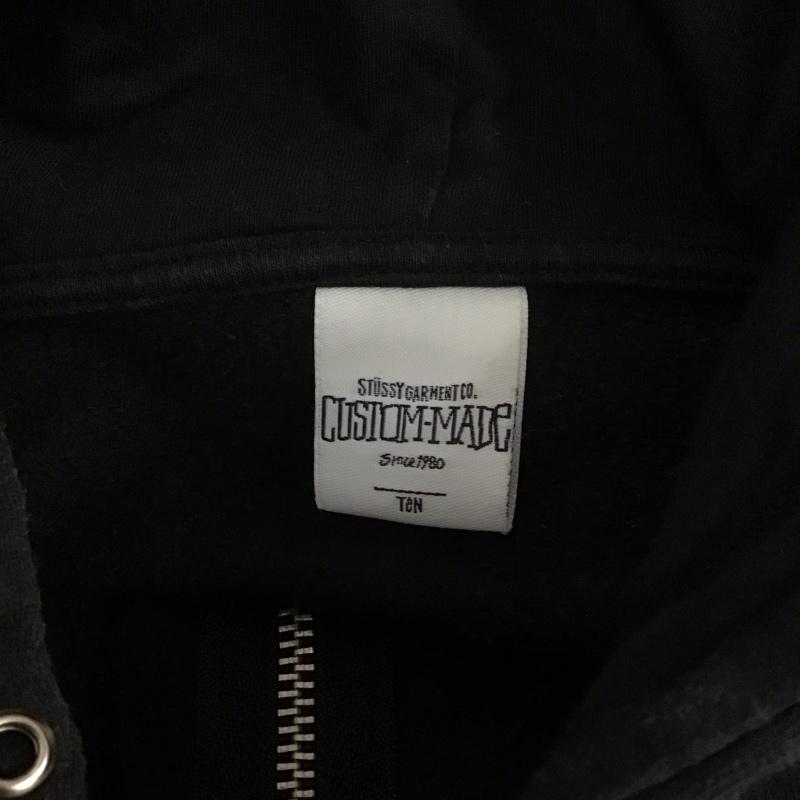 STÜSSY GARMENT CO.
CUSTOM-MADE
SINCE 1980
TEN